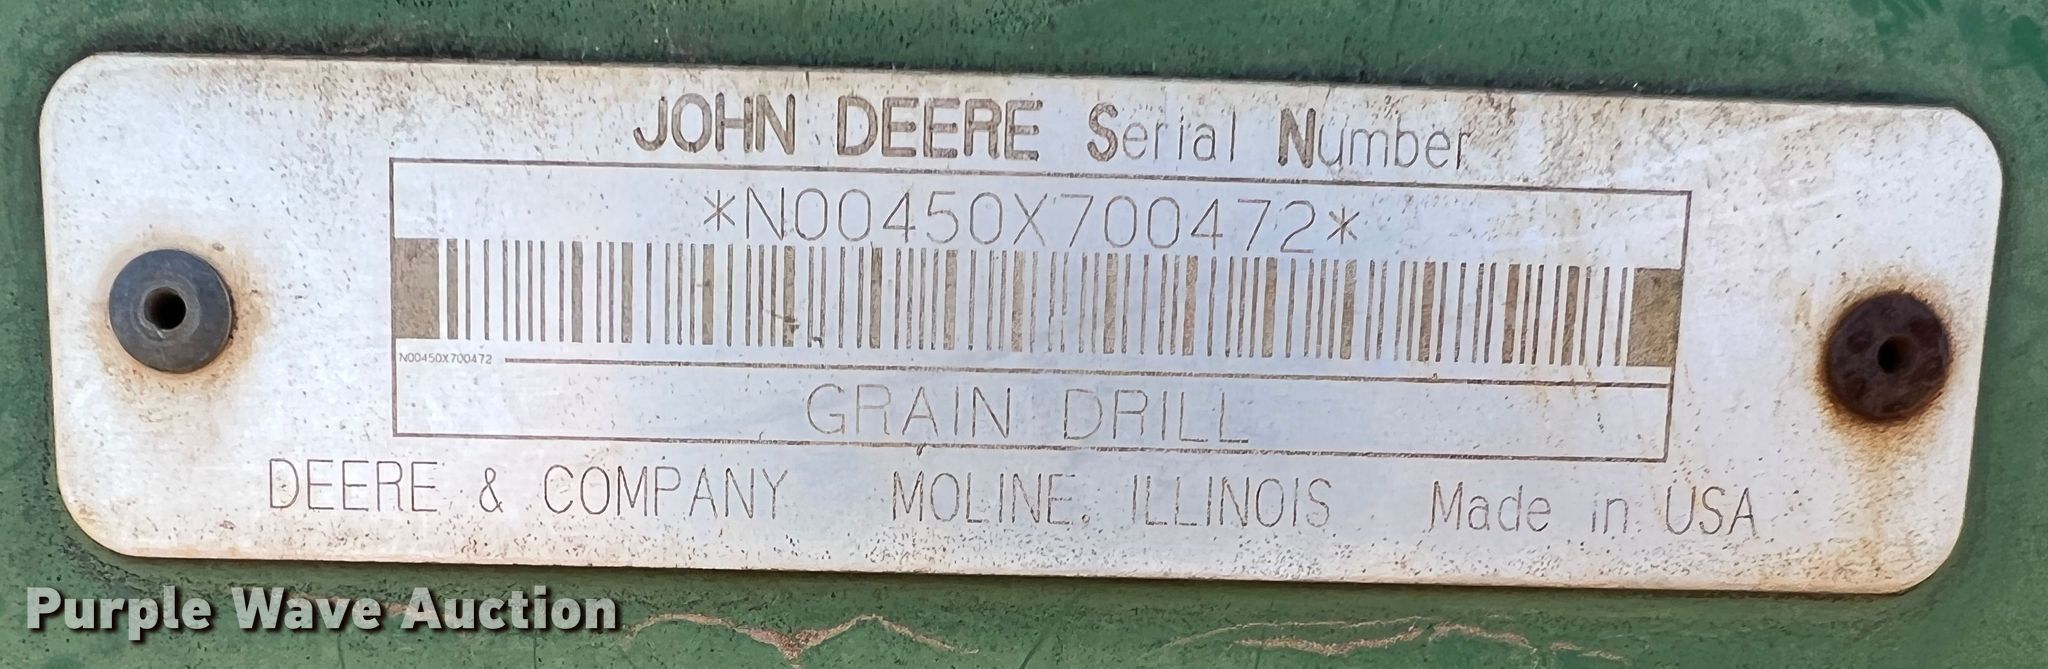 JOHN DEERE Serial Number
*N00450X700472*
N00450X700472
GRAIN DRILL
DEERE & COMPANY MOLINE, ILLINOIS Made in USA
Purple Wave Auction